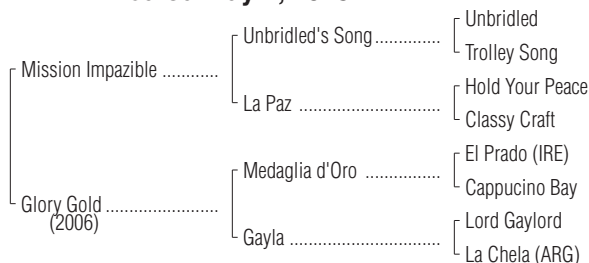 Unbridled
Unbridled's Song..............
Trolley Song
Mission Impazible ............
Hold Your Peace
La Paz ..............................
Classy Craft
El Prado (IRE)
Medaglia d'Oro ................
Cappucino Bay
Glory Gold ........................
(2006)
Lord Gaylord
Gayla ................................
La Chela (ARG)